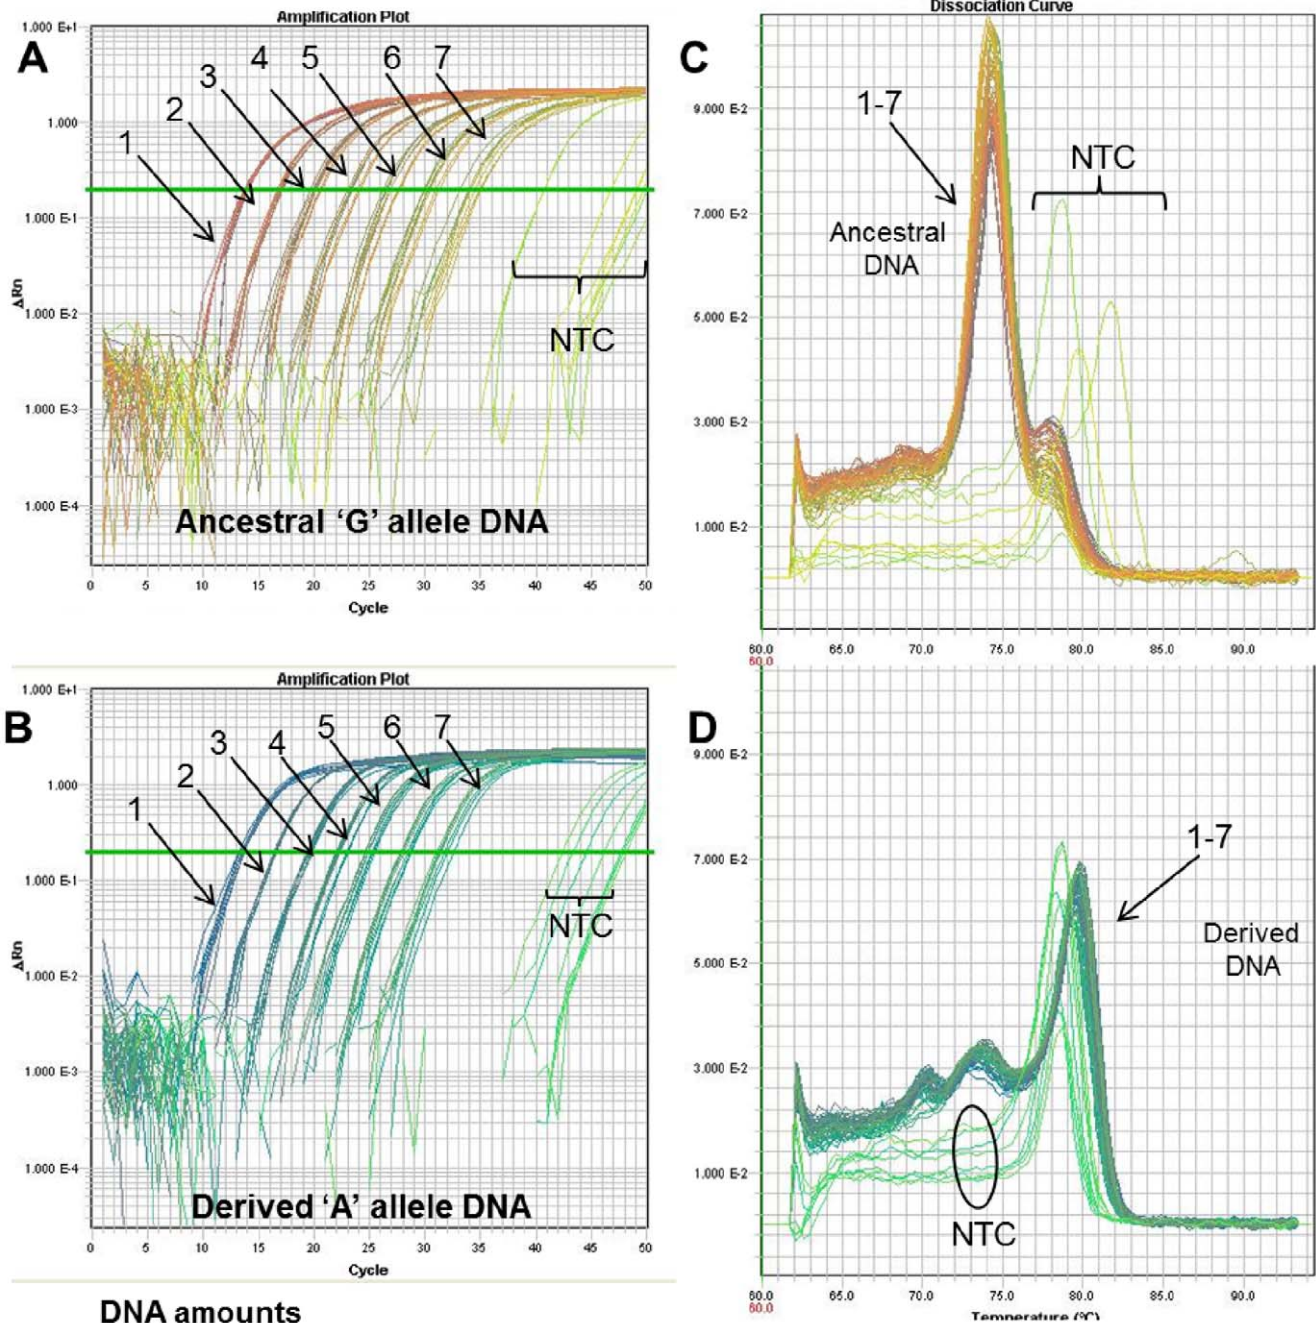 Amplification Plot
A
1.000 E+1
1.000
1.000 E-1
1.000 E-2
1.000 E-3
1.000 E-4
ΔRn
1
2
3
4
5
6
7
NTC
Ancestral ‘G’ allele DNA
0 5 10 15 20 25 30 35 40 45 50
Cycle
Dissociation Curve
C
9.000 E-2
7.000 E-2
5.000 E-2
3.000 E-2
1.000 E-2
1-7
NTC
Ancestral
DNA
60.0 65.0 70.0 75.0 80.0 85.0 90.0
60.0
Amplification Plot
B
1.000 E+1
1.000
1.000 E-1
1.000 E-2
1.000 E-3
1.000 E-4
ΔRn
1
2
3
4
5
6
7
NTC
Derived ‘A’ allele DNA
0 5 10 15 20 25 30 35 40 45 50
Cycle
D
9.000 E-2
7.000 E-2
5.000 E-2
3.000 E-2
1.000 E-2
1-7
Derived
DNA
NTC
60.0 65.0 70.0 75.0 80.0 85.0 90.0
60.0
Temperature (ºC)
DNA amounts